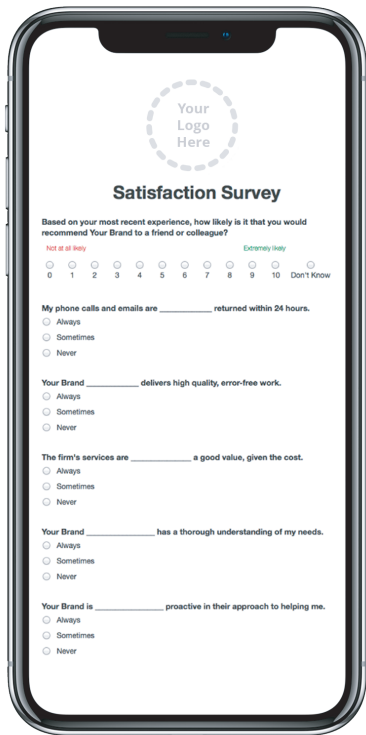 Your
Logo
Here
Satisfaction Survey
Based on your most recent experience, how likely is it that you would
recommend Your Brand to a friend or colleague?
Not at all likely Extremely likely
0 1 2 3 4 5 6 7 8 9 10 Don't Know
My phone calls and emails are ____________ returned within 24 hours.
Always
Sometimes
Never
Your Brand ____________ delivers high quality, error-free work.
Always
Sometimes
Never
The firm's services are ______________ a good value, given the cost.
Always
Sometimes
Never
Your Brand ________________ has a thorough understanding of my needs.
Always
Sometimes
Never
Your Brand is ________________ proactive in their approach to helping me.
Always
Sometimes
Never